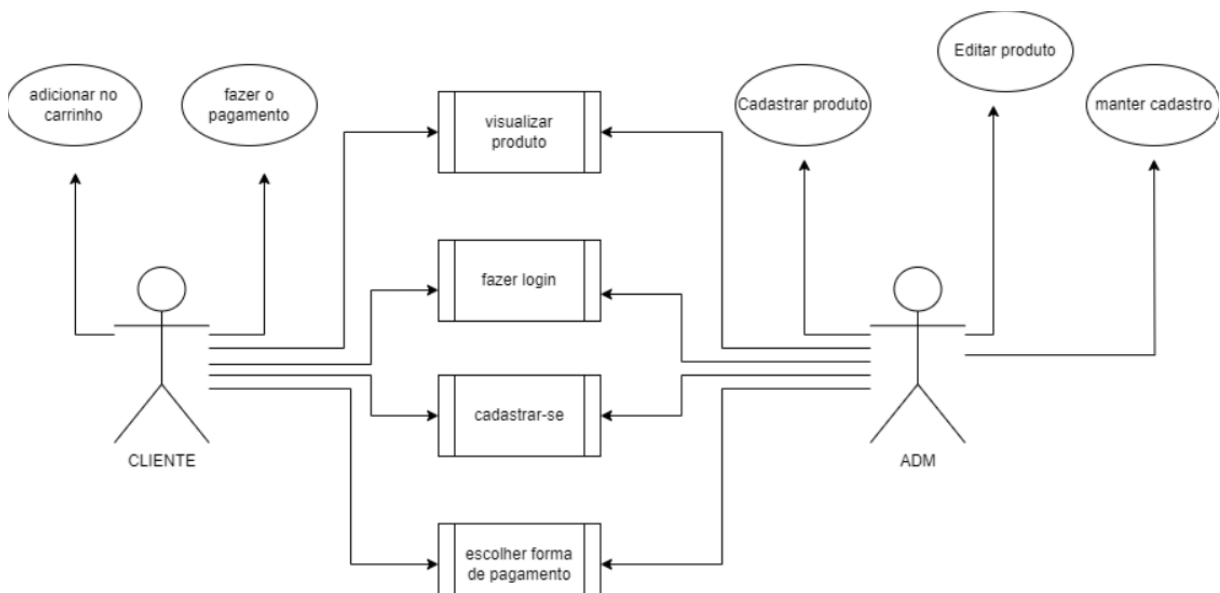 adicionar no
carrinho
fazer o
pagamento
visualizar
produto
Cadastrar produto
Editar produto
manter cadastro
fazer login
cadastrar-se
CLIENTE
ADM
escolher forma
de pagamento